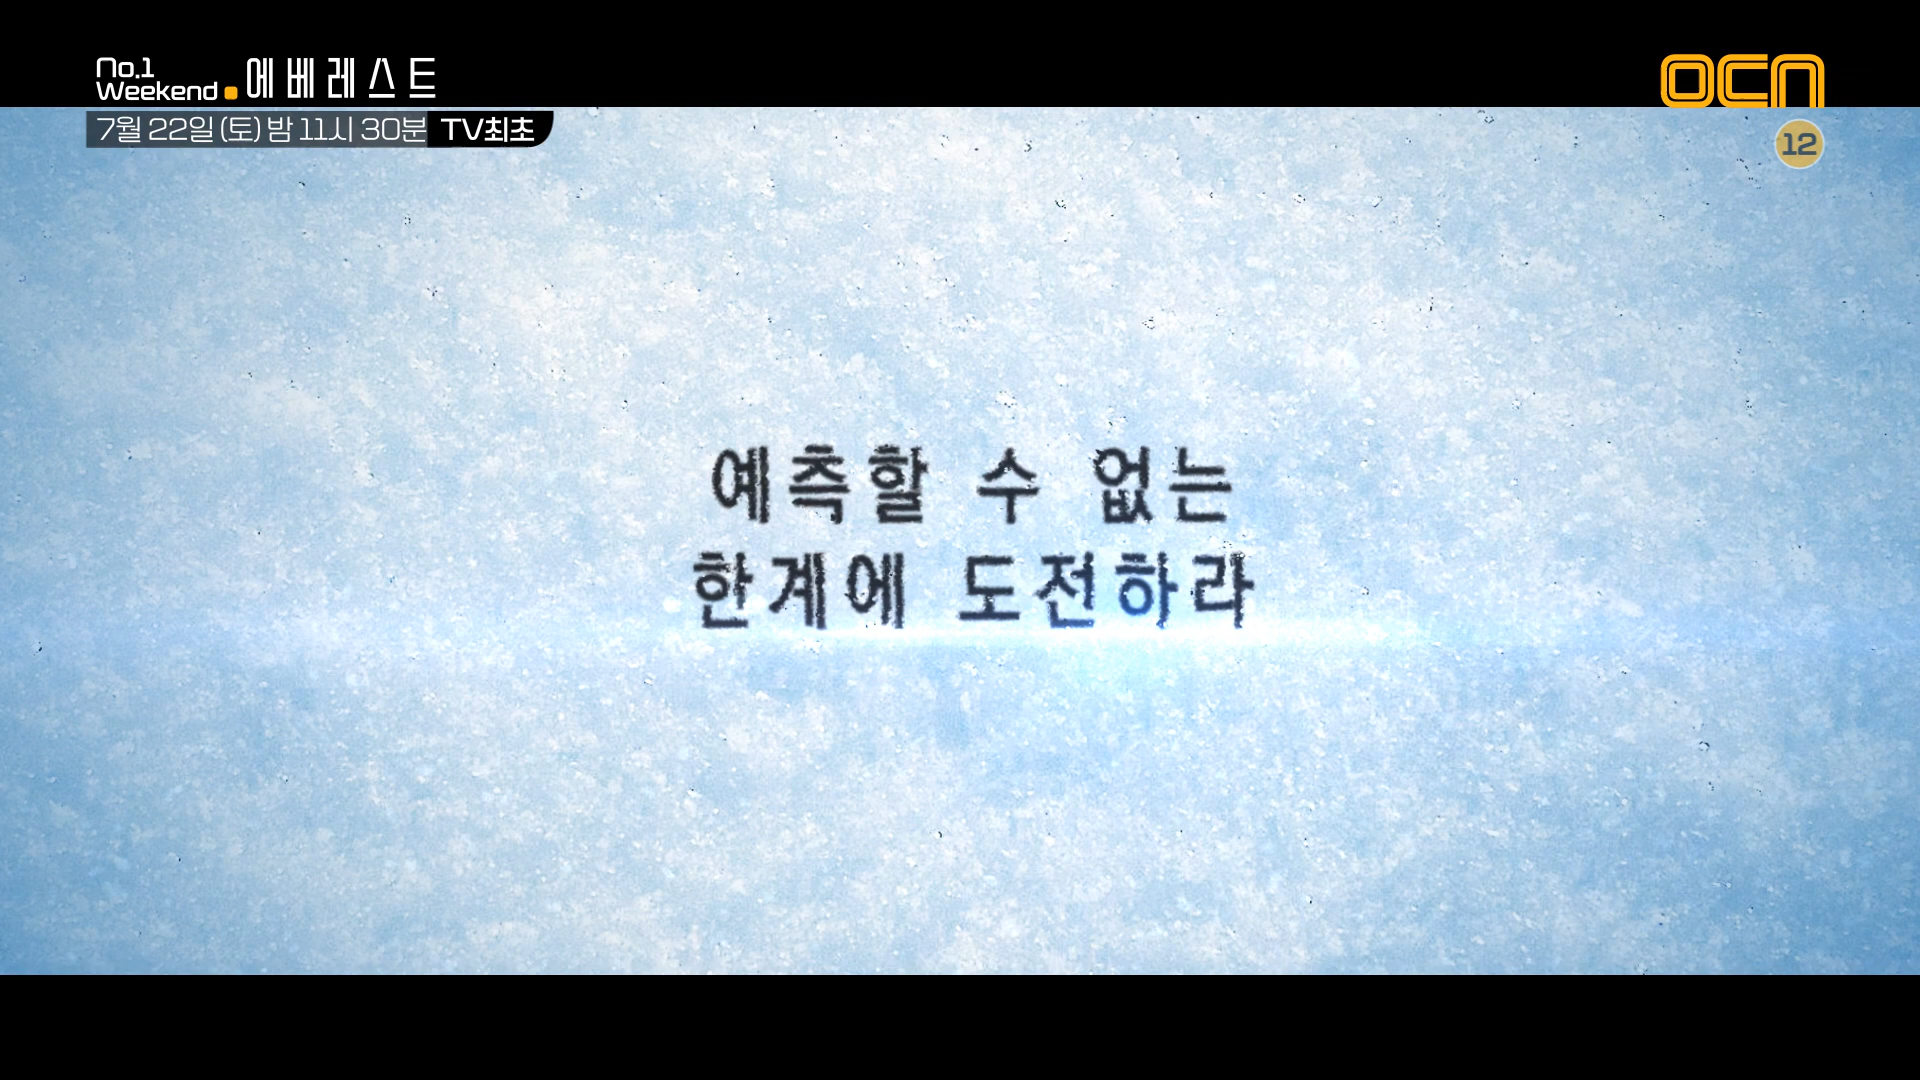 No.1
Weekend 에베레스트
7월 22일 (토) 밤 11시 30분 TV최초
OCN
12
예측할 수 없는
한계에 도전하라